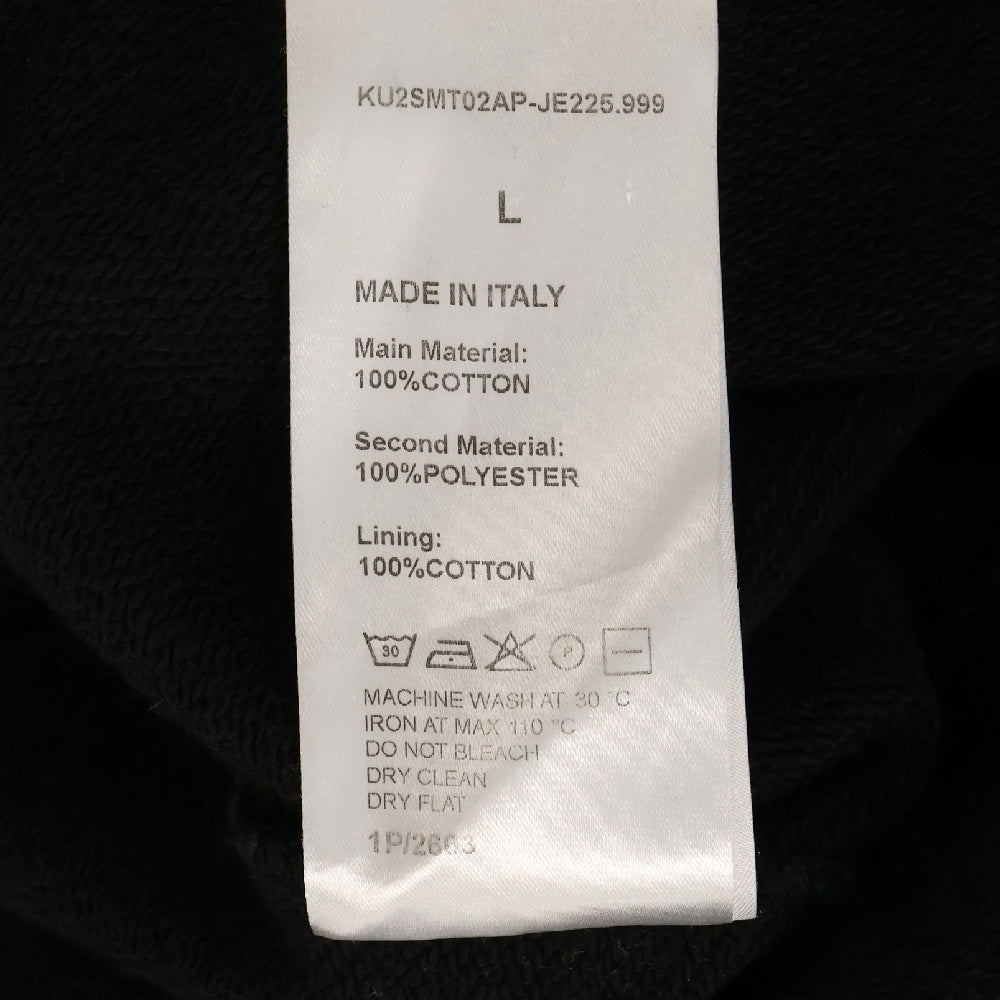 KU2SMT02AP-JE225.999
L
MADE IN ITALY
Main Material:
100%COTTON
Second Material:
100%POLYESTER
Lining:
100%COTTON
30 P
MACHINE WASH AT 30 °C
IRON AT MAX 110 °C
DO NOT BLEACH
DRY CLEAN
DRY FLAT